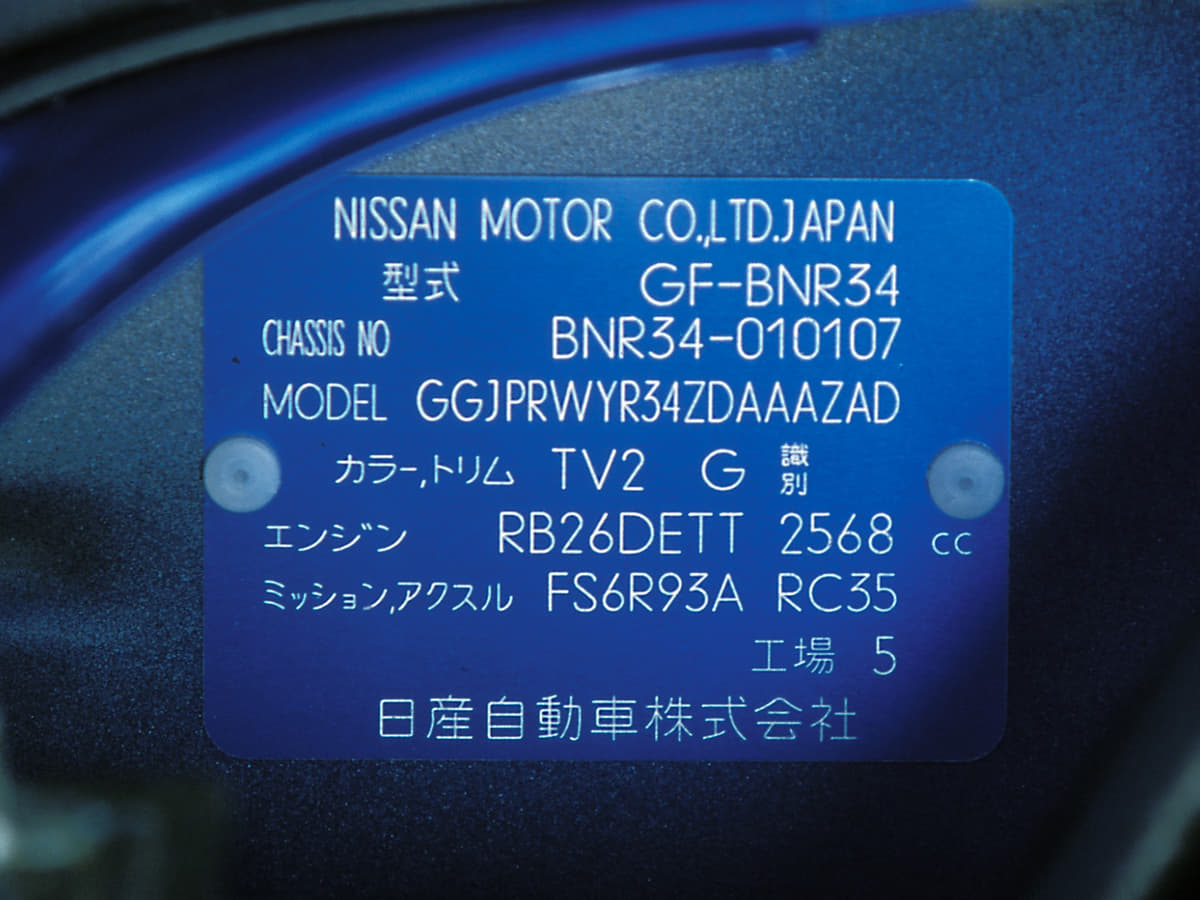 NISSAN MOTOR CO.,LTD.JAPAN
型式 GF-BNR34
CHASSIS NO BNR34-010107
MODEL GGJPRWYR34ZDAAAZAD
カラー,トリム TV2 G 識別
エンジン RB26DETT 2568 cc
ミッション,アクスル FS6R93A RC35
工場 5
日産自動車株式会社